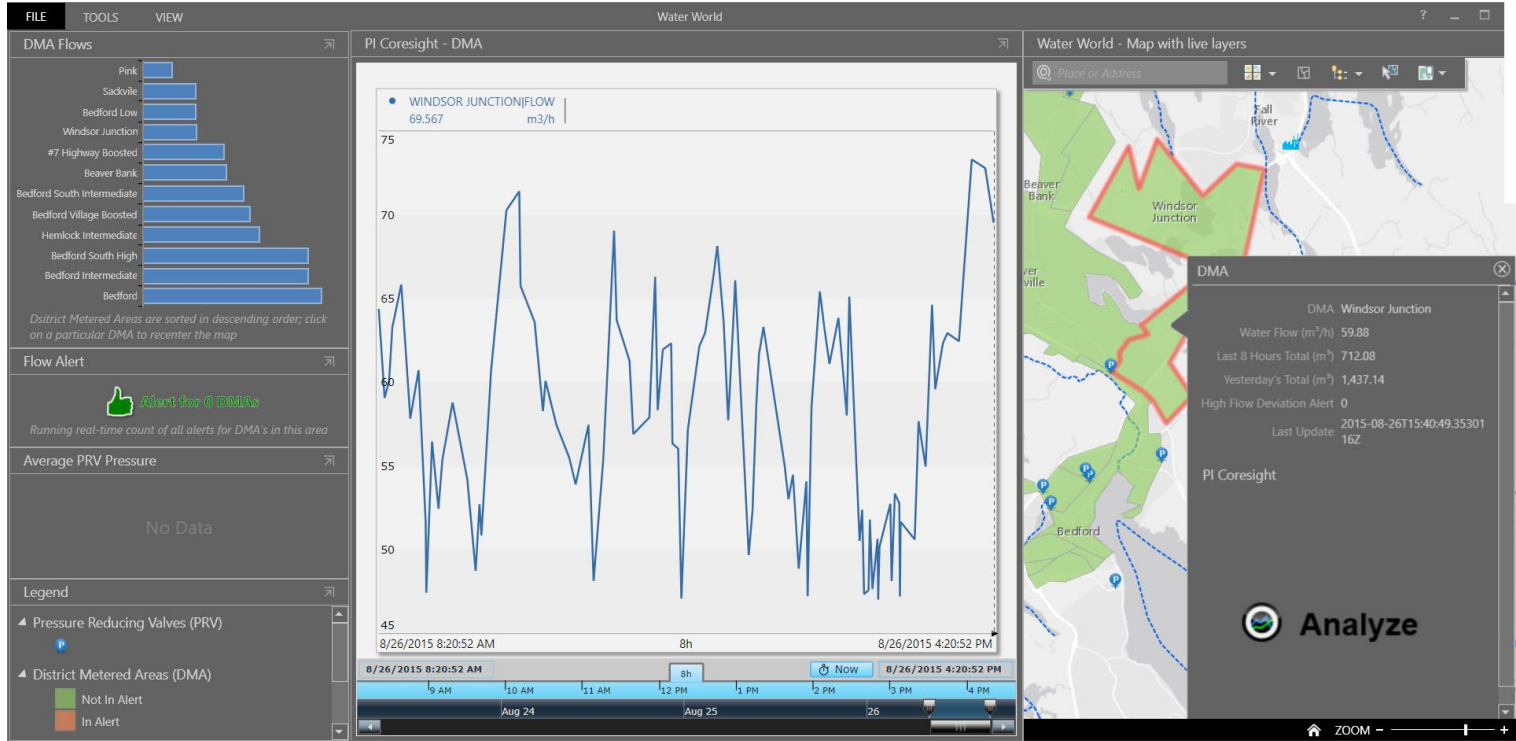 FILE TOOLS VIEW Water World ?
DMA Flows
Pink
Sackvile
Bedford Low
Windsor Junction
#7 Highway Boosted
Beaver Bank
Bedford South Intermediate
Bedford Village Boosted
Hemlock Intermediate
Bedford South High
Bedford Intermediate
Bedford
Dsitrict Metered Areas are sorted in descending order; click
on a particular DMA to recenter the map
Flow Alert
Alert for 0 DMAs
Running real-time count of all alerts for DMA's in this area
Average PRV Pressure
No Data
Legend
Pressure Reducing Valves (PRV)
P
District Metered Areas (DMA)
Not In Alert
In Alert
PI Coresight - DMA
WINDSOR JUNCTION|FLOW
69.567 m3/h
75
70
65
60
55
50
45
8/26/2015 8:20:52 AM 8h 8/26/2015 4:20:52 PM
8/26/2015 8:20:52 AM 8h Now 8/26/2015 4:20:52 PM
9 AM 10 AM 11 AM 12 PM 1 PM 2 PM 3 PM 4 PM
Aug 24 Aug 25 26
Water World - Map with live layers
Place or Address
Fall
River
Beaver
Bank
Windsor
Junction
ver
ville
P
P
P
P
P
P
Bedford
P
DMA
DMA Windsor Junction
Water Flow (m³/h) 59.88
Last 8 Hours Total (m³) 712.08
Yesterday's Total (m³) 1,437.14
High Flow Deviation Alert 0
Last Update 2015-08-26T15:40:49.35301
16Z
PI Coresight
Analyze
ZOOM - +